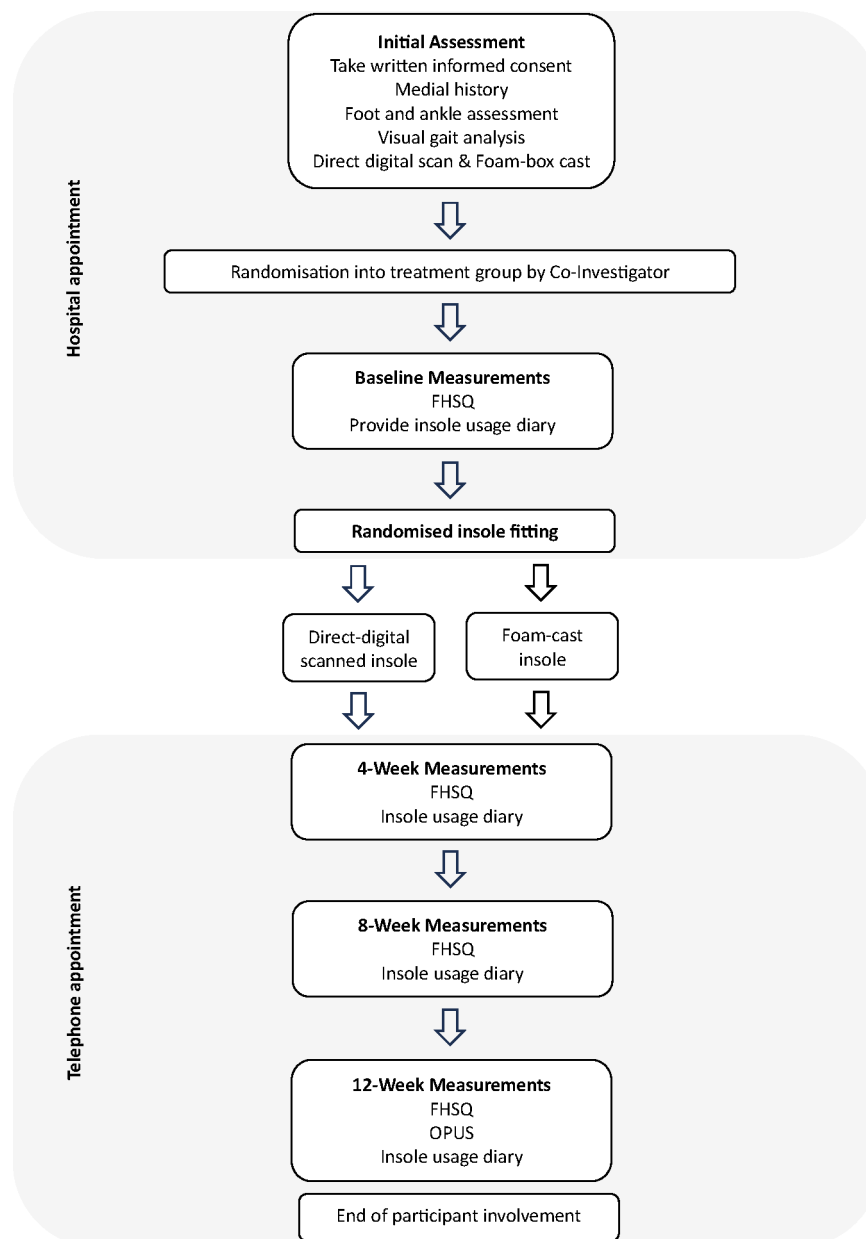 Initial Assessment
Take written informed consent
Medial history
Foot and ankle assessment
Visual gait analysis
Direct digital scan & Foam-box cast
Hospital appointment
Randomisation into treatment group by Co-Investigator
Baseline Measurements
FHSQ
Provide insole usage diary
Randomised insole fitting
Direct-digital
scanned insole
Foam-cast
insole
Telephone appointment
4-Week Measurements
FHSQ
Insole usage diary
8-Week Measurements
FHSQ
Insole usage diary
12-Week Measurements
FHSQ
OPUS
Insole usage diary
End of participant involvement